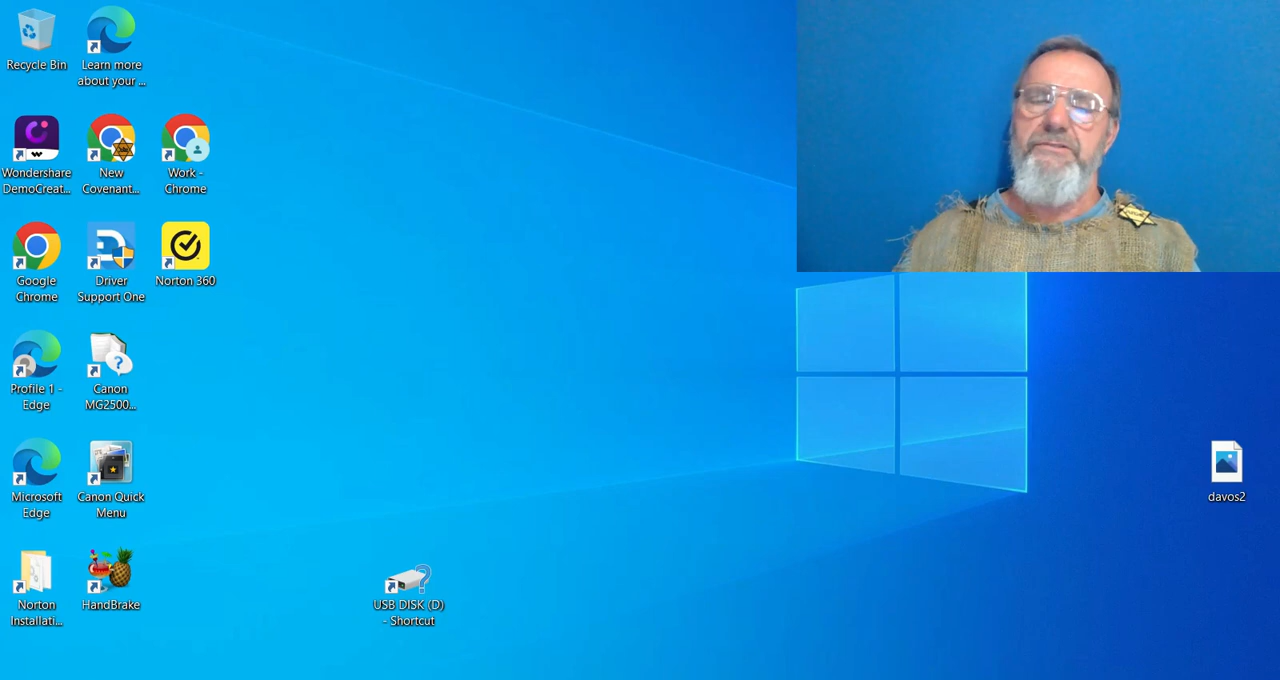 Recycle Bin
Learn more
about your ...
Wondershare
DemoCreat...
New
Covenant...
Work -
Chrome
Google
Chrome
Driver
Support One
Norton 360
Profile 1 -
Edge
Canon
MG2500...
Microsoft
Edge
Canon Quick
Menu
Norton
Installati...
HandBrake
USB DISK (D)
- Shortcut
davos2